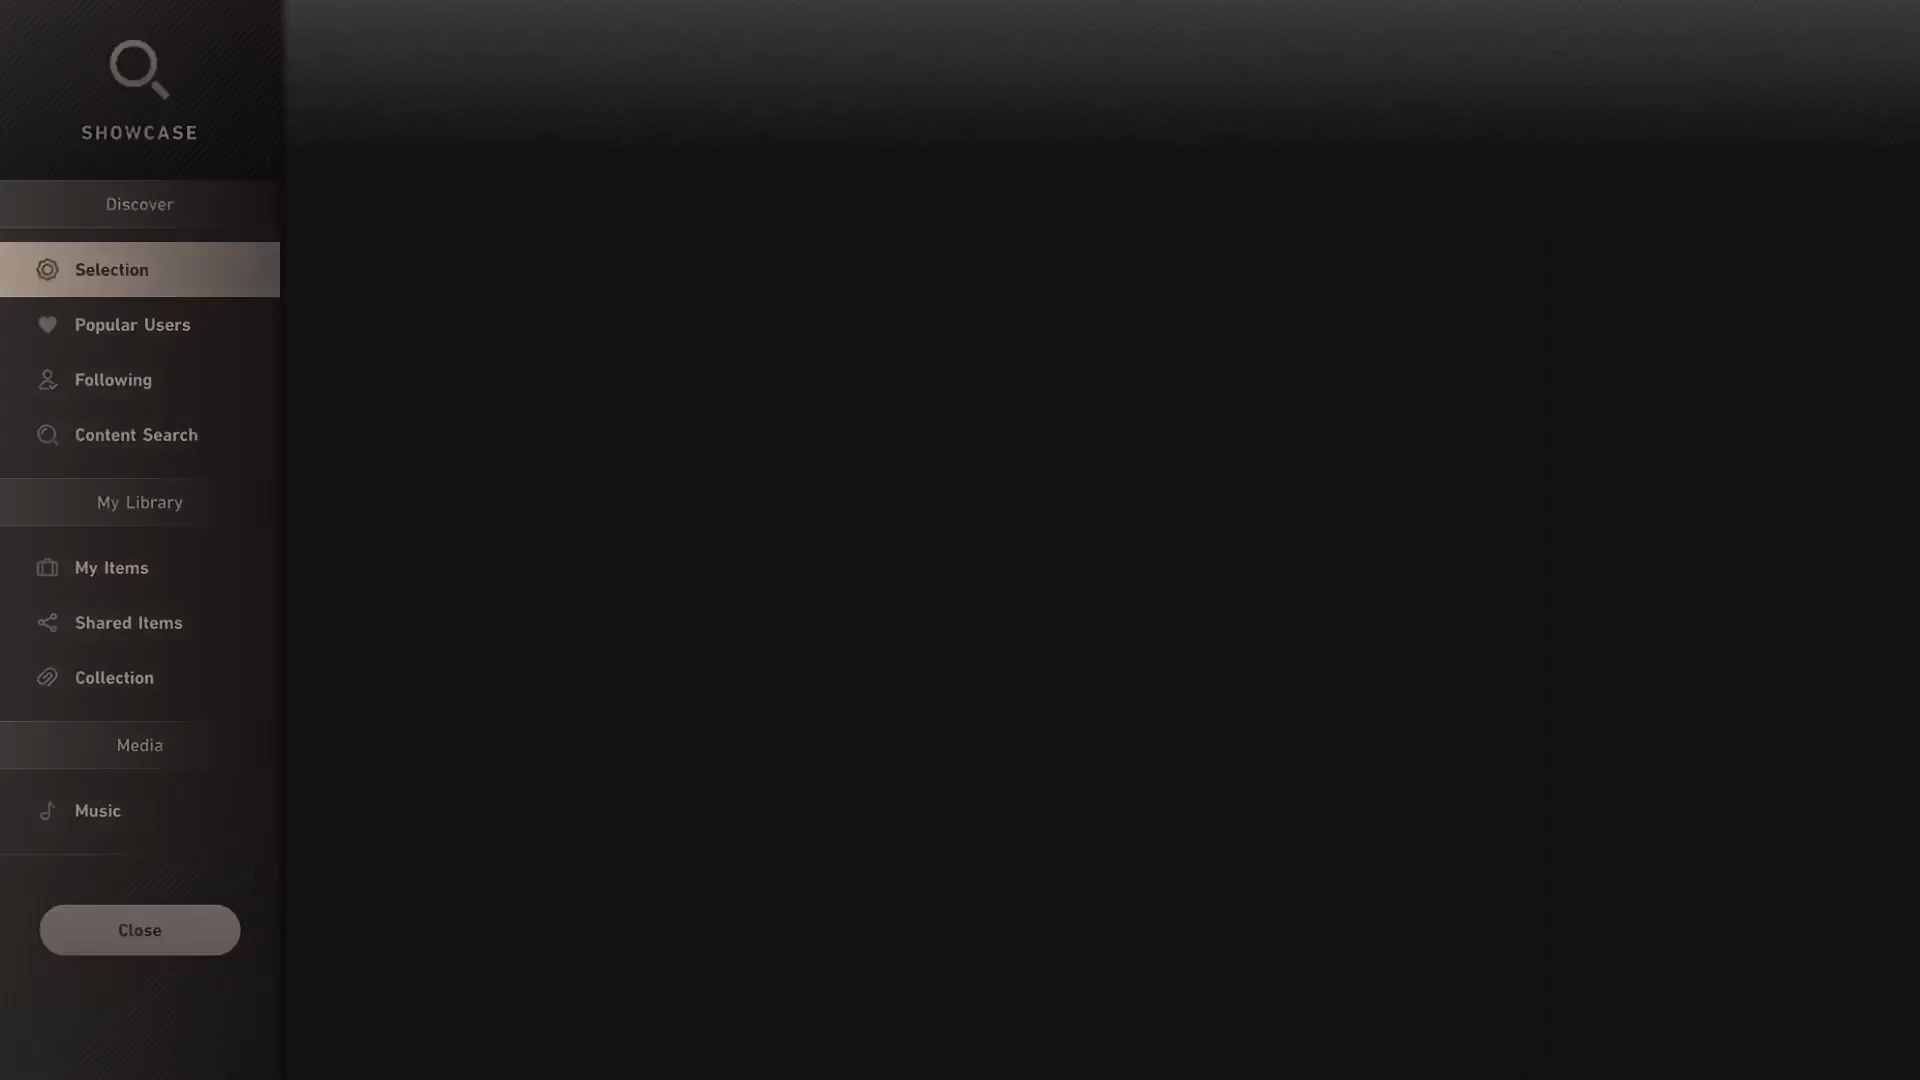 SHOWCASE
Discover
Selection
Popular Users
Following
Content Search
My Library
My Items
Shared Items
Collection
Media
Music
Close